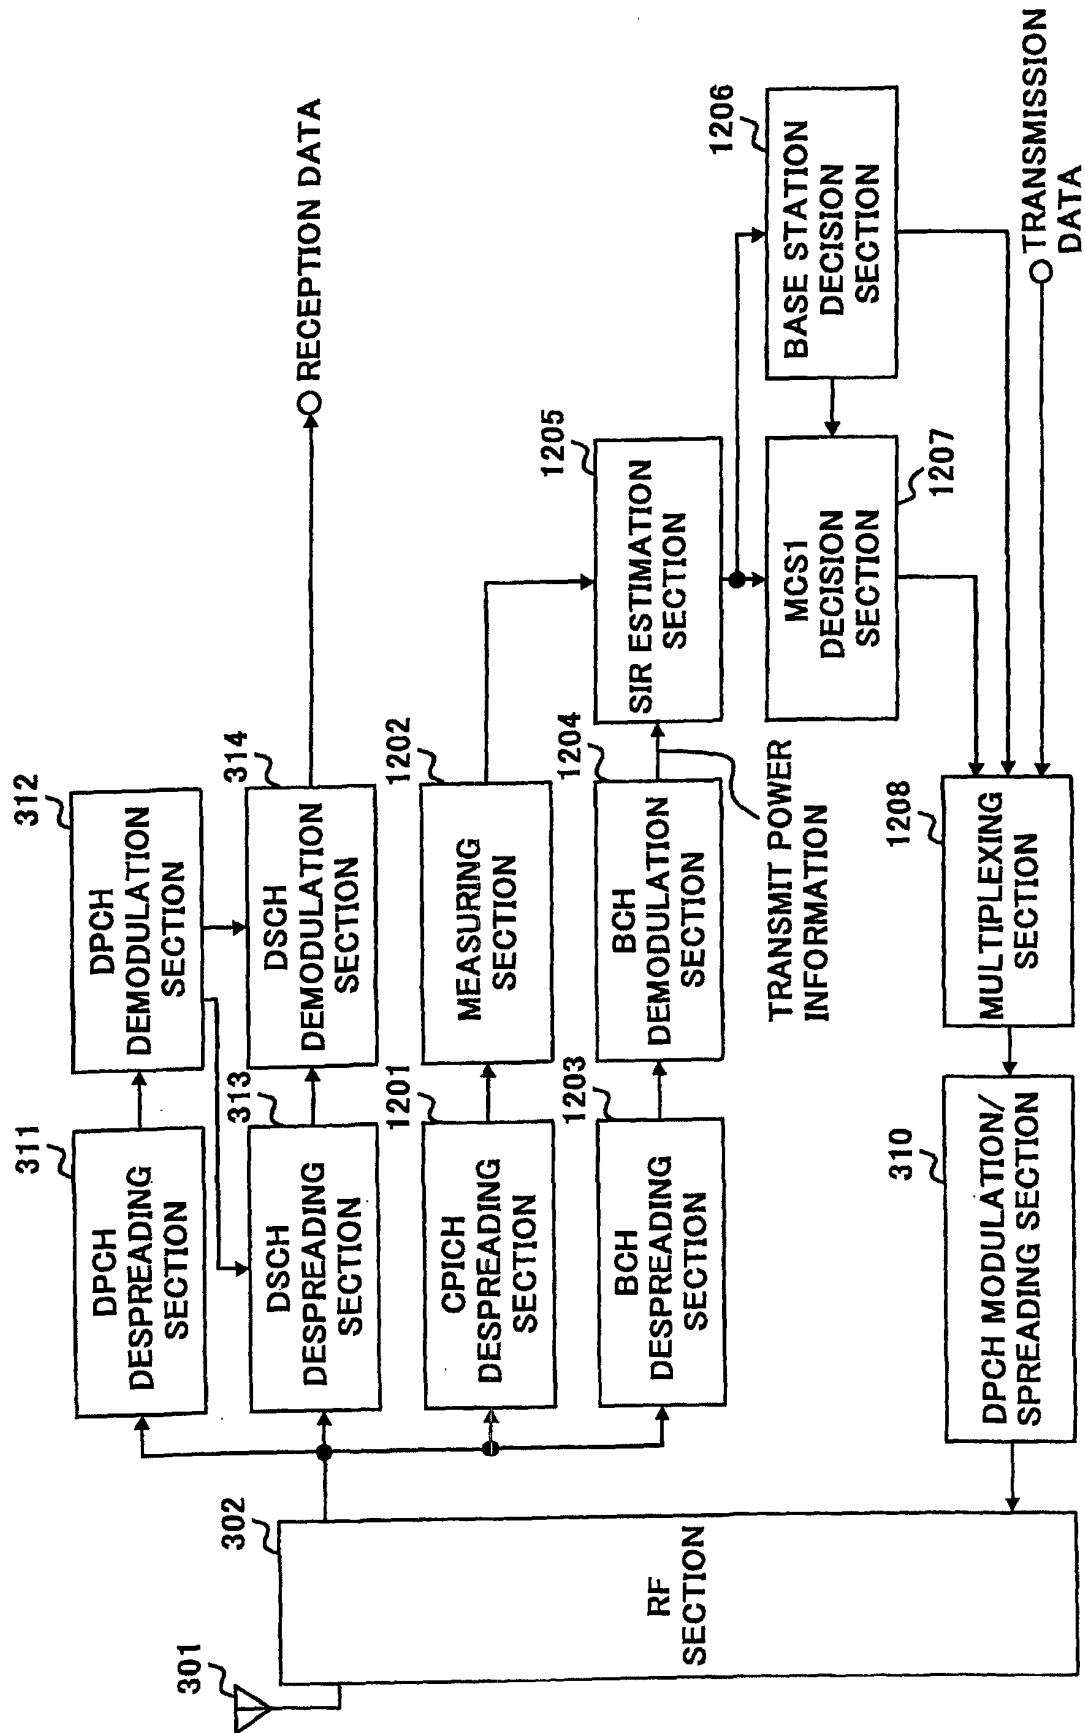 301
302
RF
SECTION
311
DPCH
DESPREADING
SECTION
312
DPCH
DEMODULATION
SECTION
313
DSCH
DESPREADING
SECTION
314
DSCH
DEMODULATION
SECTION
RECEPTION DATA
1201
CPICH
DESPREADING
SECTION
1202
MEASURING
SECTION
1203
BCH
DESPREADING
SECTION
1204
BCH
DEMODULATION
SECTION
TRANSMIT POWER
INFORMATION
1205
SIR ESTIMATION
SECTION
1206
BASE STATION
DECISION
SECTION
MCS1
DECISION
SECTION
1207
310
DPCH MODULATION/
SPREADING SECTION
1208
MULTIPLEXING
SECTION
TRANSMISSION
DATA